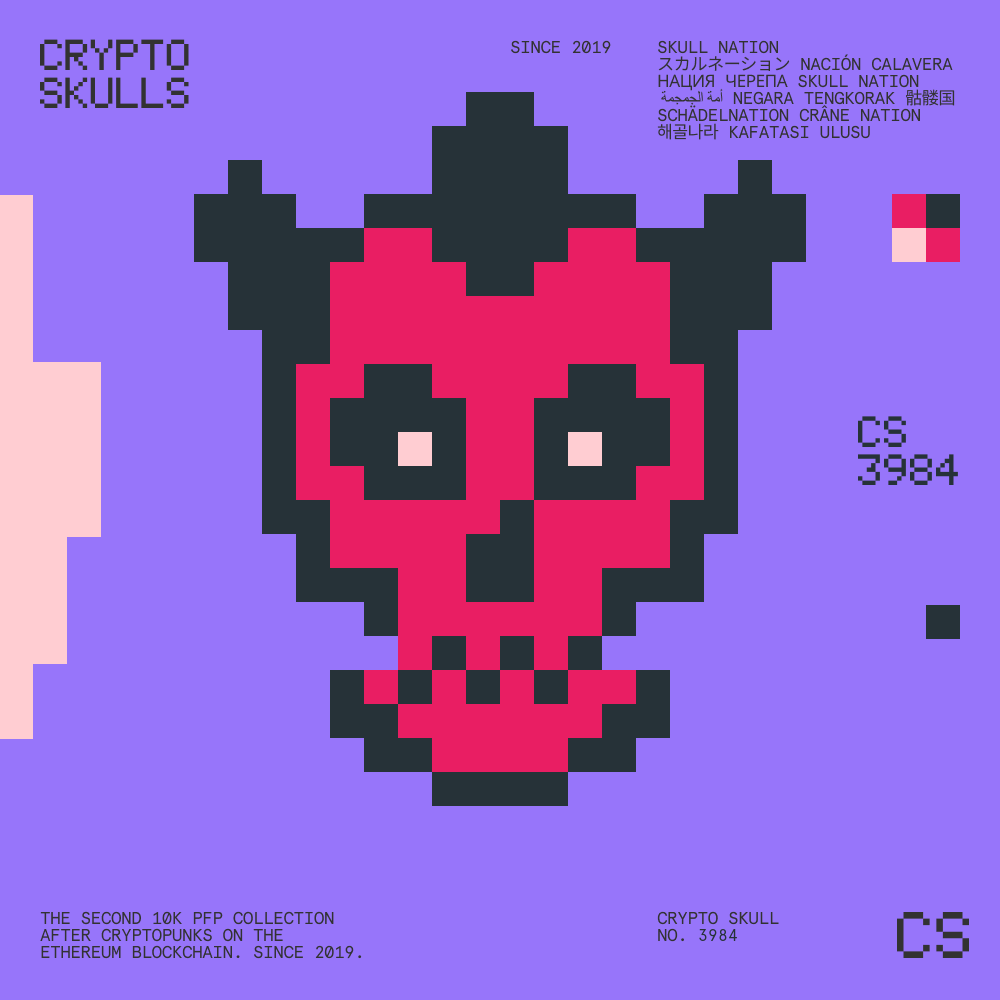 CRYPTO
SKULLS
SINCE 2019
SKULL NATION
スカルネーション NACIÓN CALAVERA
НАЦИЯ ЧЕРЕПА SKULL NATION
أمة الجمجمة NEGARA TENGKORAK 骷髅国
SCHÄDELNATION CRÂNE NATION
해골나라 KAFATASI ULUSU
CS
3984
THE SECOND 10K PFP COLLECTION
AFTER CRYPTOPUNKS ON THE
ETHEREUM BLOCKCHAIN. SINCE 2019.
CRYPTO SKULL
NO. 3984
CS